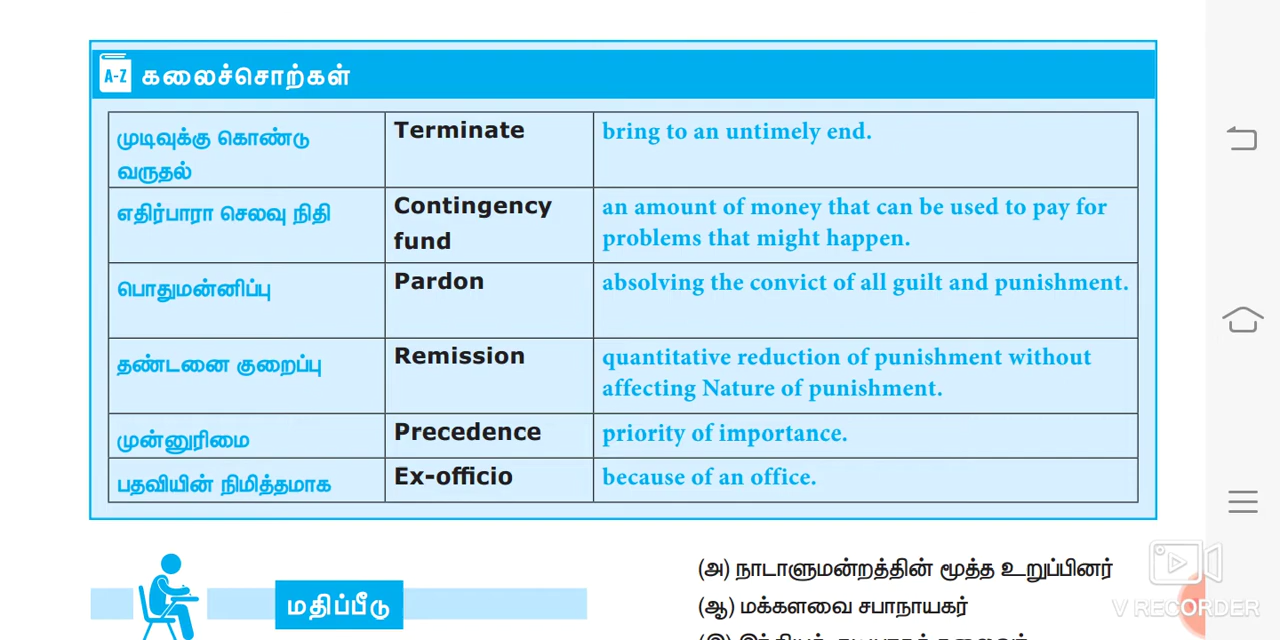 A-Z கலைச்சொற்கள்
முடிவுக்கு கொண்டு
வருதல்
Terminate
bring to an untimely end.
எதிர்பாரா செலவு நிதி
Contingency
fund
an amount of money that can be used to pay for
problems that might happen.
பொதுமன்னிப்பு
Pardon
absolving the convict of all guilt and punishment.
தண்டனை குறைப்பு
Remission
quantitative reduction of punishment without
affecting Nature of punishment.
முன்னுரிமை
Precedence
priority of importance.
பதவியின் நிமித்தமாக
Ex-officio
because of an office.
மதிப்பீடு
(அ) நாடாளுமன்றத்தின் மூத்த உறுப்பினர்
(ஆ) மக்களவை சபாநாயகர்
V RECORDER